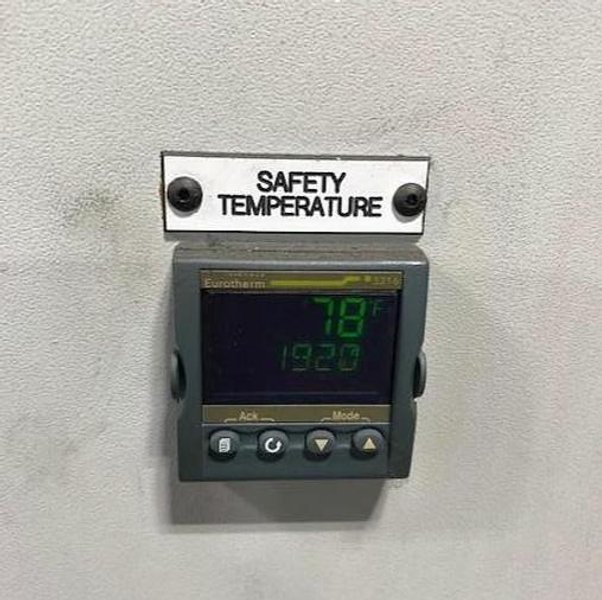 SAFETY
TEMPERATURE
Eurotherm
78 °F
1920
Ack
Mode